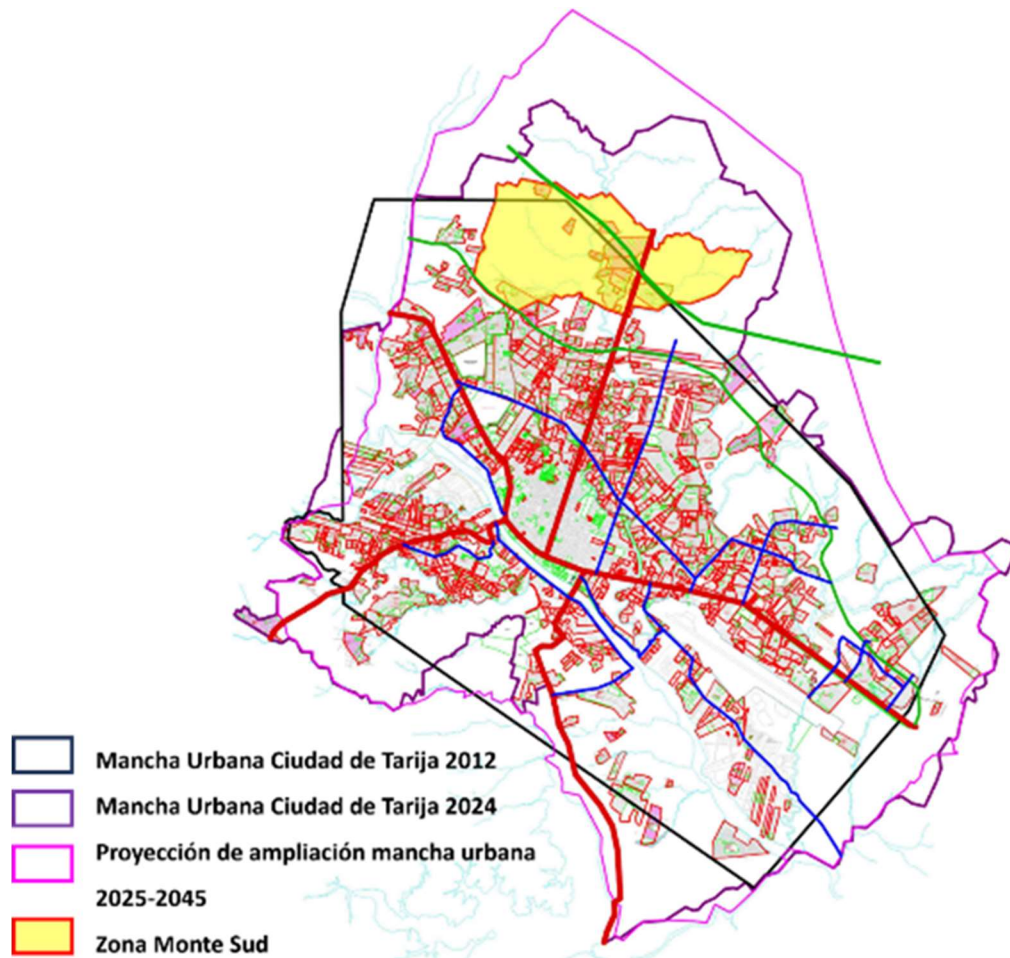 Mancha Urbana Ciudad de Tarija 2012
Mancha Urbana Ciudad de Tarija 2024
Proyección de ampliación mancha urbana
2025-2045
Zona Monte Sud